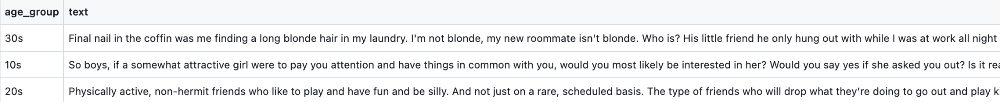 age_group text
30s Final nail in the coffin was me finding a long blonde hair in my laundry. I'm not blonde, my new roommate isn't blonde. Who is? His little friend he only hung out with while I was at work all night
10s So boys, if a somewhat attractive girl were to pay you attention and have things in common with you, would you most likely be interested in her? Would you say yes if she asked you out? Is it
20s Physically active, non-hermit friends who like to play and have fun and be silly. And not just on a rare, scheduled basis. The type of friends who will drop what they’re doing to go out and play